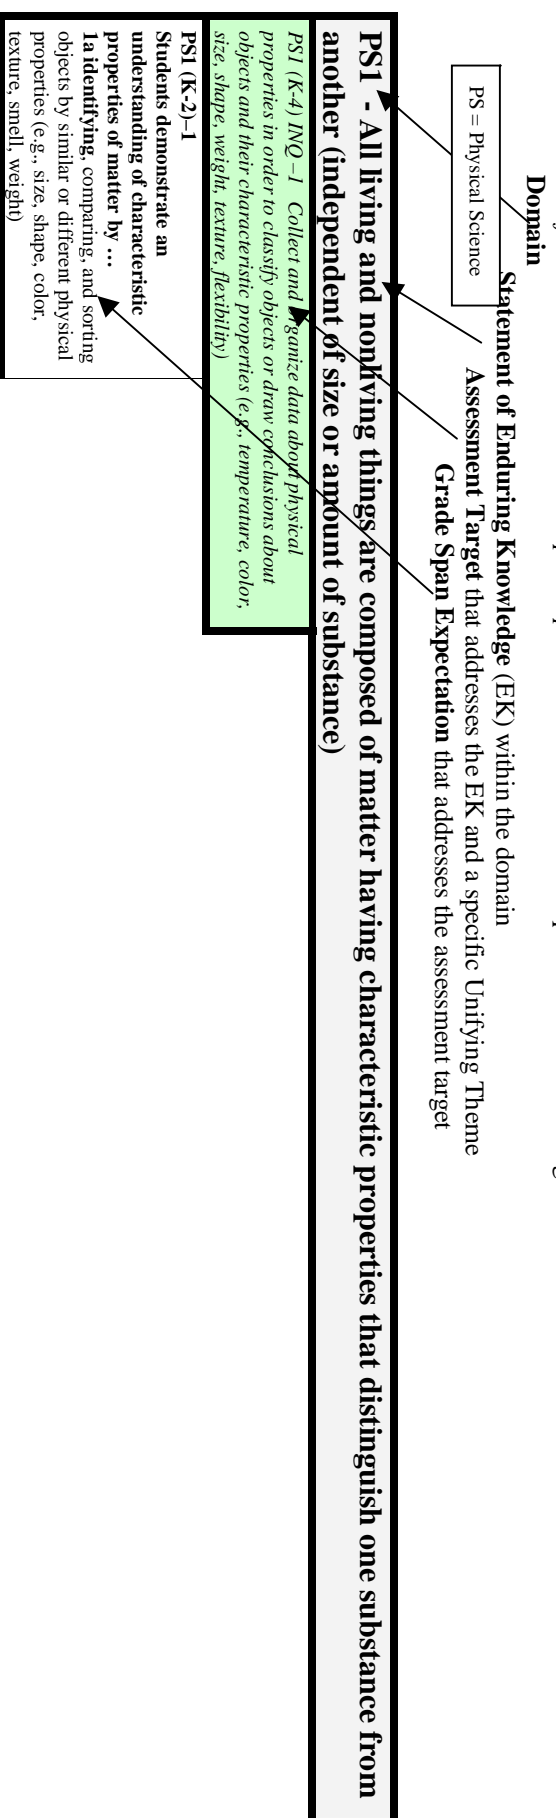 Domain
PS = Physical Science
Statement of Enduring Knowledge (EK) within the domain
Assessment Target that addresses the EK and a specific Unifying Theme
Grade Span Expectation that addresses the assessment target
PS1 - All living and nonliving things are composed of matter having characteristic properties that distinguish one substance from
another (independent of size or amount of substance)
PS1 (K-4) INQ –1 Collect and organize data about physical
properties in order to classify objects or draw conclusions about
objects and their characteristic properties (e.g., temperature, color,
size, shape, weight, texture, flexibility)
PS1 (K-2)–1
Students demonstrate an
understanding of characteristic
properties of matter by …
1a identifying, comparing, and sorting
objects by similar or different physical
properties (e.g., size, shape, color,
texture, smell, weight)